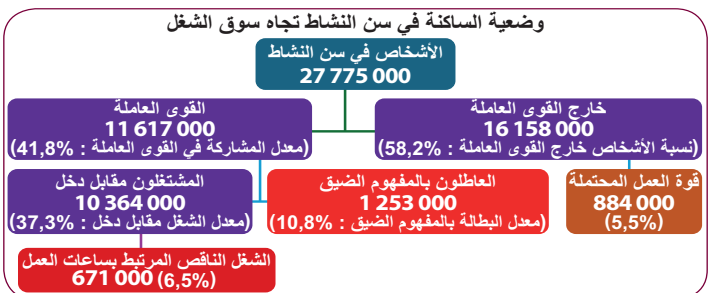 وضعية الساكنة في سن النشاط تجاه سوق الشغل
الأشخاص في سن النشاط
27 775 000
خارج القوى العاملة
16 158 000
(نسبة الأشخاص خارج القوى العاملة : 58,2%)
القوى العاملة
11 617 000
(معدل المشاركة في القوى العاملة : 41,8%)
قوة العمل المحتملة
884 000
(5,5%)
العاطلون بالمفهوم الضيق
1 253 000
(معدل البطالة بالمفهوم الضيق : 10,8%)
المشتغلون مقابل دخل
10 364 000
(معدل الشغل مقابل دخل : 37,3%)
الشغل الناقص المرتبط بساعات العمل
671 000 (6,5%)